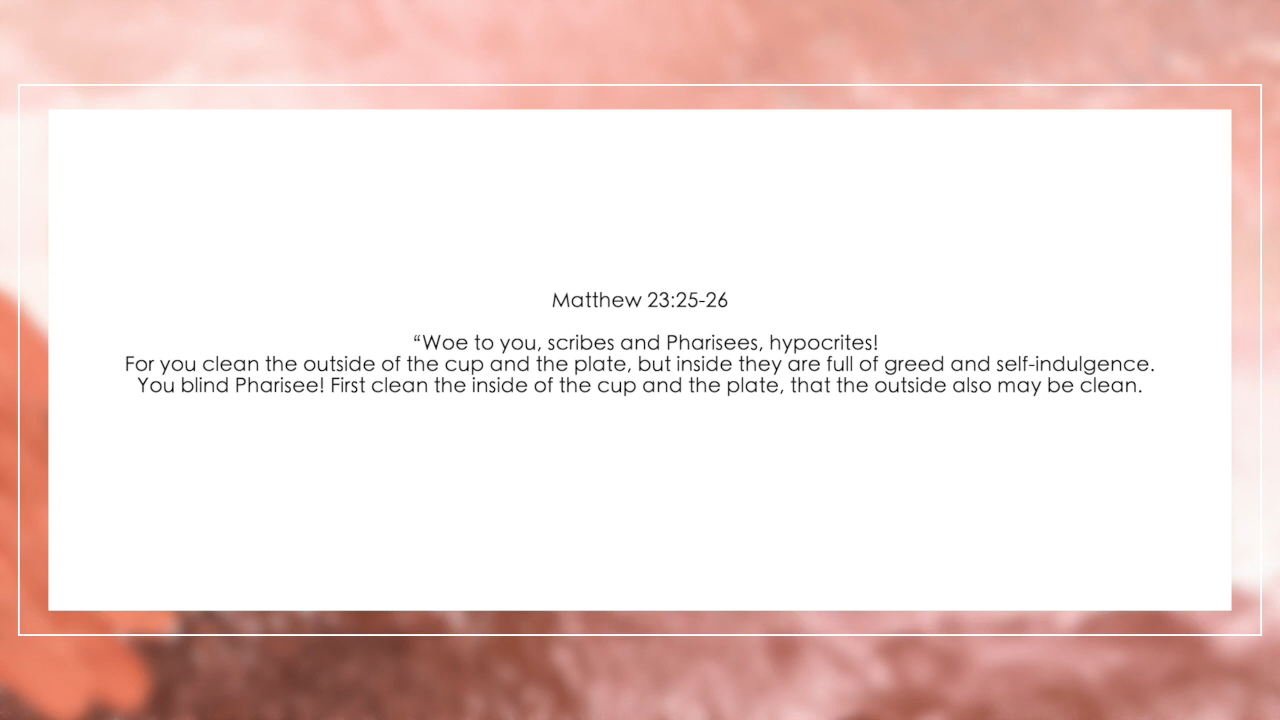 Matthew 23:25-26
“Woe to you, scribes and Pharisees, hypocrites!
For you clean the outside of the cup and the plate, but inside they are full of greed and self-indulgence.
You blind Pharisee! First clean the inside of the cup and the plate, that the outside also may be clean.